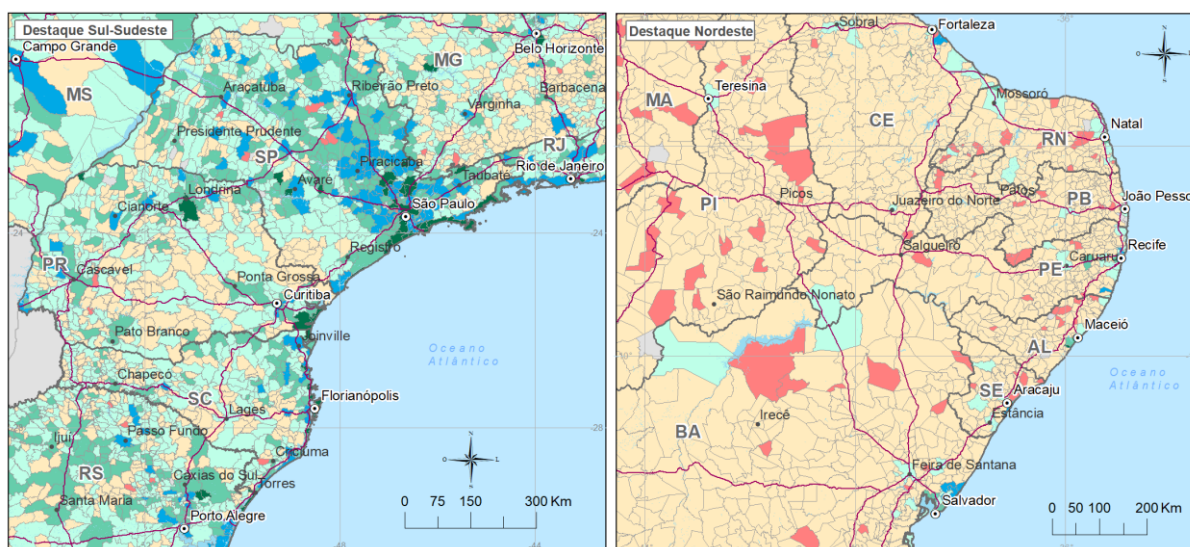 Destaque Sul-Sudeste
Campo Grande
Belo Horizonte
MG
MS
Araçatuba
Ribeirão Preto
Barbacena
Varginha
Presidente Prudente
RJ
SP
Piracicaba
Rio de Janeiro
Taubaté
Londrina
Avaré
Cianorte
São Paulo
24
Registro
PR
Cascavel
Ponta Grossa
Curitiba
Pato Branco
Joinville
Oceano
Atlântico
Chapecó
SC
Florianópolis
Lages
28
Ijuí
Passo Fundo
Criciúma
RS
Caxias do Sul
Torres
Santa Maria
Porto Alegre
N
O
L
S
0 75 150 300 Km
48
44
Destaque Nordeste
Sobral
Fortaleza
N
O
L
S
Teresina
MA
CE
Mossoró
Natal
RN
Picos
Patos
PI
Juazeiro do Norte
PB
João Pesso
Salgueiro
Recife
Caruaru
PE
São Raimundo Nonato
Maceió
AL
Oceano
Atlântico
SE
Aracaju
Irecê
Estância
BA
Feira de Santana
Salvador
0 50 100 200 Km